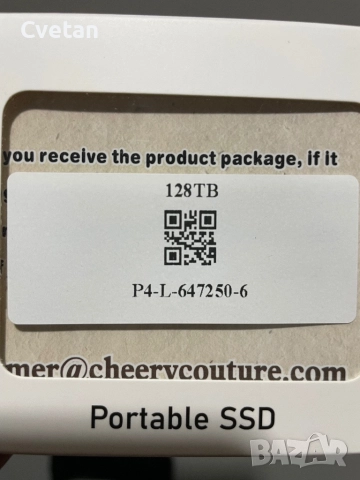 Cvetan
you receive the product package, if it
128TB
P4-L-647250-6
mer@cheerycouture.com
Portable SSD
BAZAR